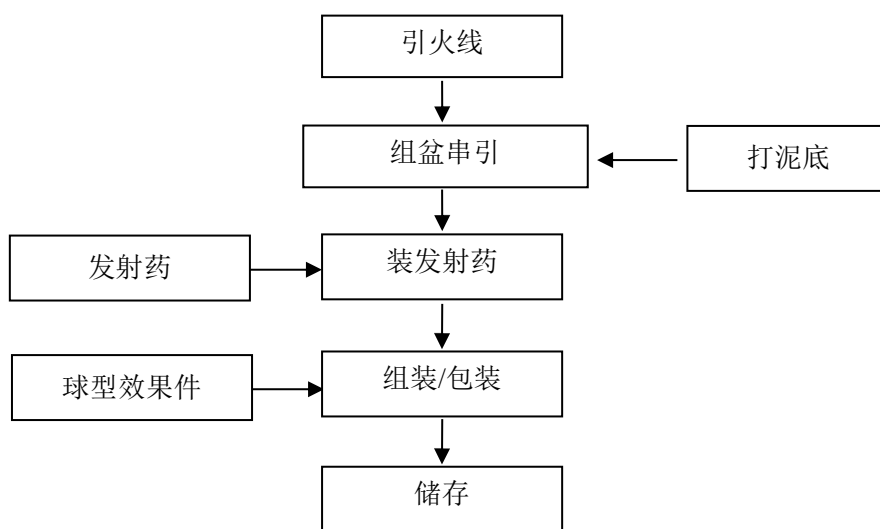 引火线
组盆串引
打泥底
发射药
装发射药
球型效果件
组装/包装
储存